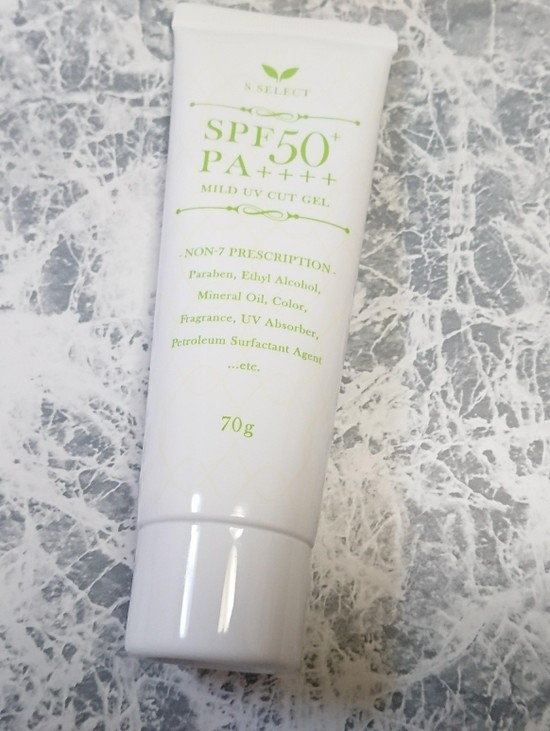 S SELECT
SPF50+
PA++++
MILD UV CUT GEL
- NON-7 PRESCRIPTION -
Paraben, Ethyl Alcohol,
Mineral Oil, Color,
Fragrance, UV Absorber,
Petroleum Surfactant Agent
...etc.
70g